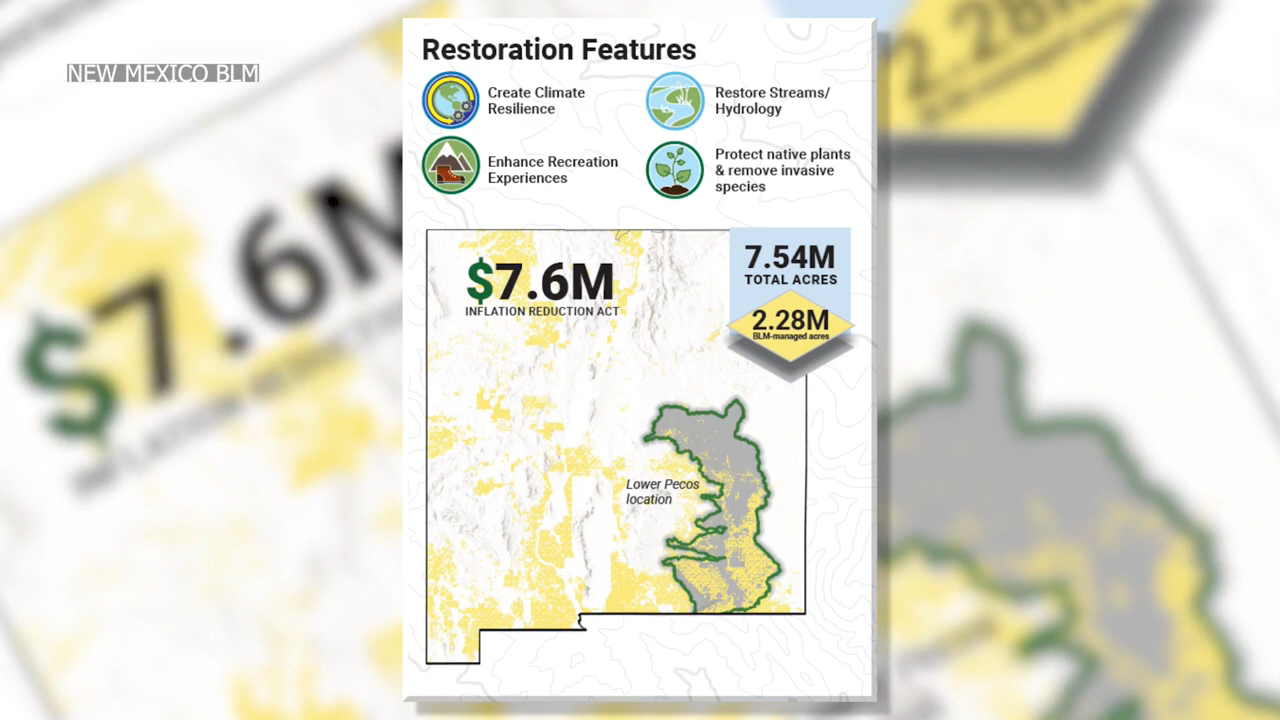 NEW MEXICO BLM
Restoration Features
Create Climate
Resilience
Restore Streams/
Hydrology
Enhance Recreation
Experiences
Protect native plants
& remove invasive
species
$7.6M
INFLATION REDUCTION ACT
7.54M
TOTAL ACRES
2.28M
BLM-managed acres
Lower Pecos
location